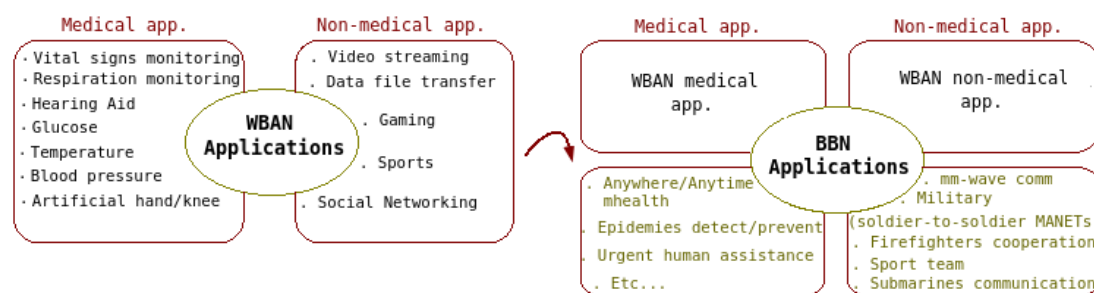 Medical app.
· Vital signs monitoring
· Respiration monitoring
· Hearing Aid
· Glucose
· Temperature
· Blood pressure
· Artificial hand/knee
WBAN
Applications
Non-medical app.
. Video streaming
. Data file transfer
. Gaming
. Sports
. Social Networking
Medical app.
WBAN medical
app.
Non-medical app.
WBAN non-medical
app.
BBN
Applications
. Anywhere/Anytime
mhealth
. Epidemies detect/prevent
. Urgent human assistance
. Etc...
. mm-wave comm
. Military
(soldier-to-soldier MANETs
. Firefighters cooperation
. Sport team
. Submarines communication